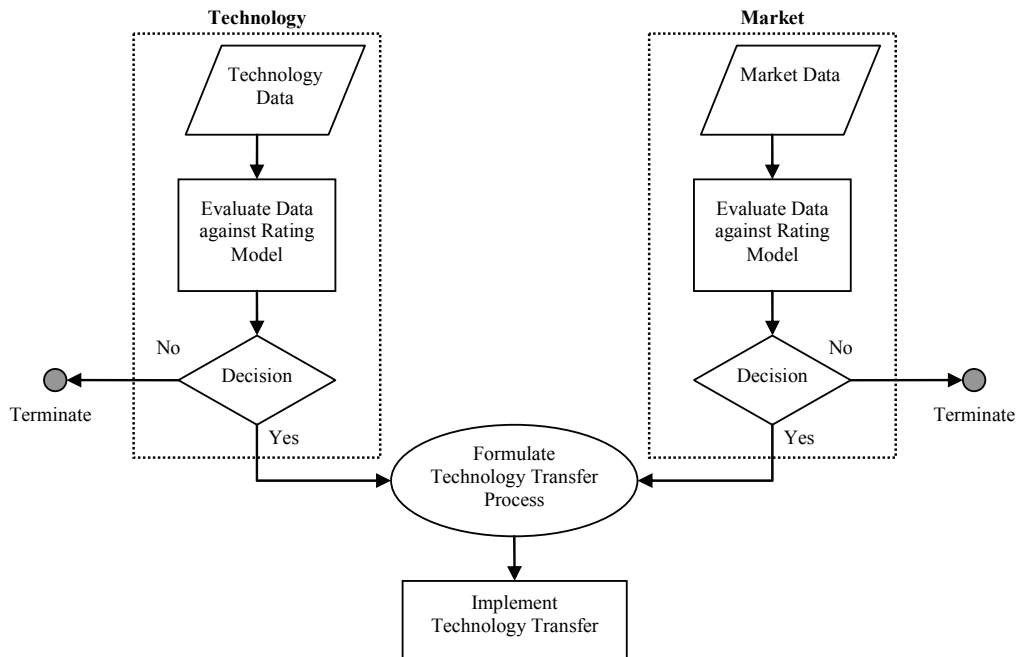 Technology
Technology
Data
Evaluate Data
against Rating
Model
No
Decision
Terminate
Yes
Market
Market Data
Evaluate Data
against Rating
Model
No
Decision
Terminate
Yes
Formulate
Technology Transfer
Process
Implement
Technology Transfer